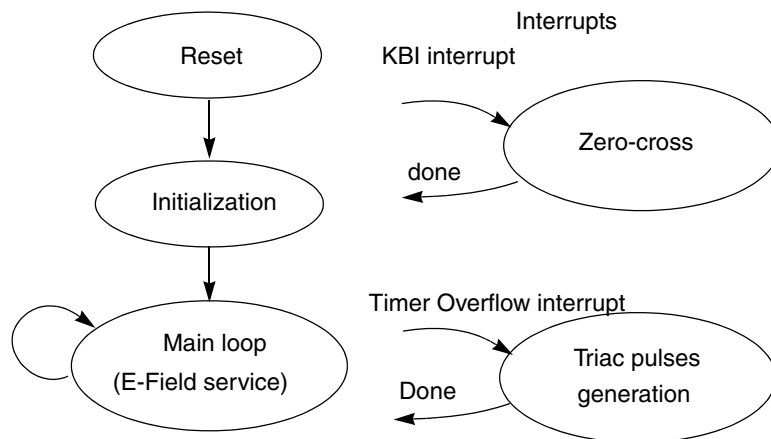 Reset
Initialization
Main loop
(E-Field service)
Interrupts
KBI interrupt
Zero-cross
done
Timer Overflow interrupt
Triac pulses
generation
Done